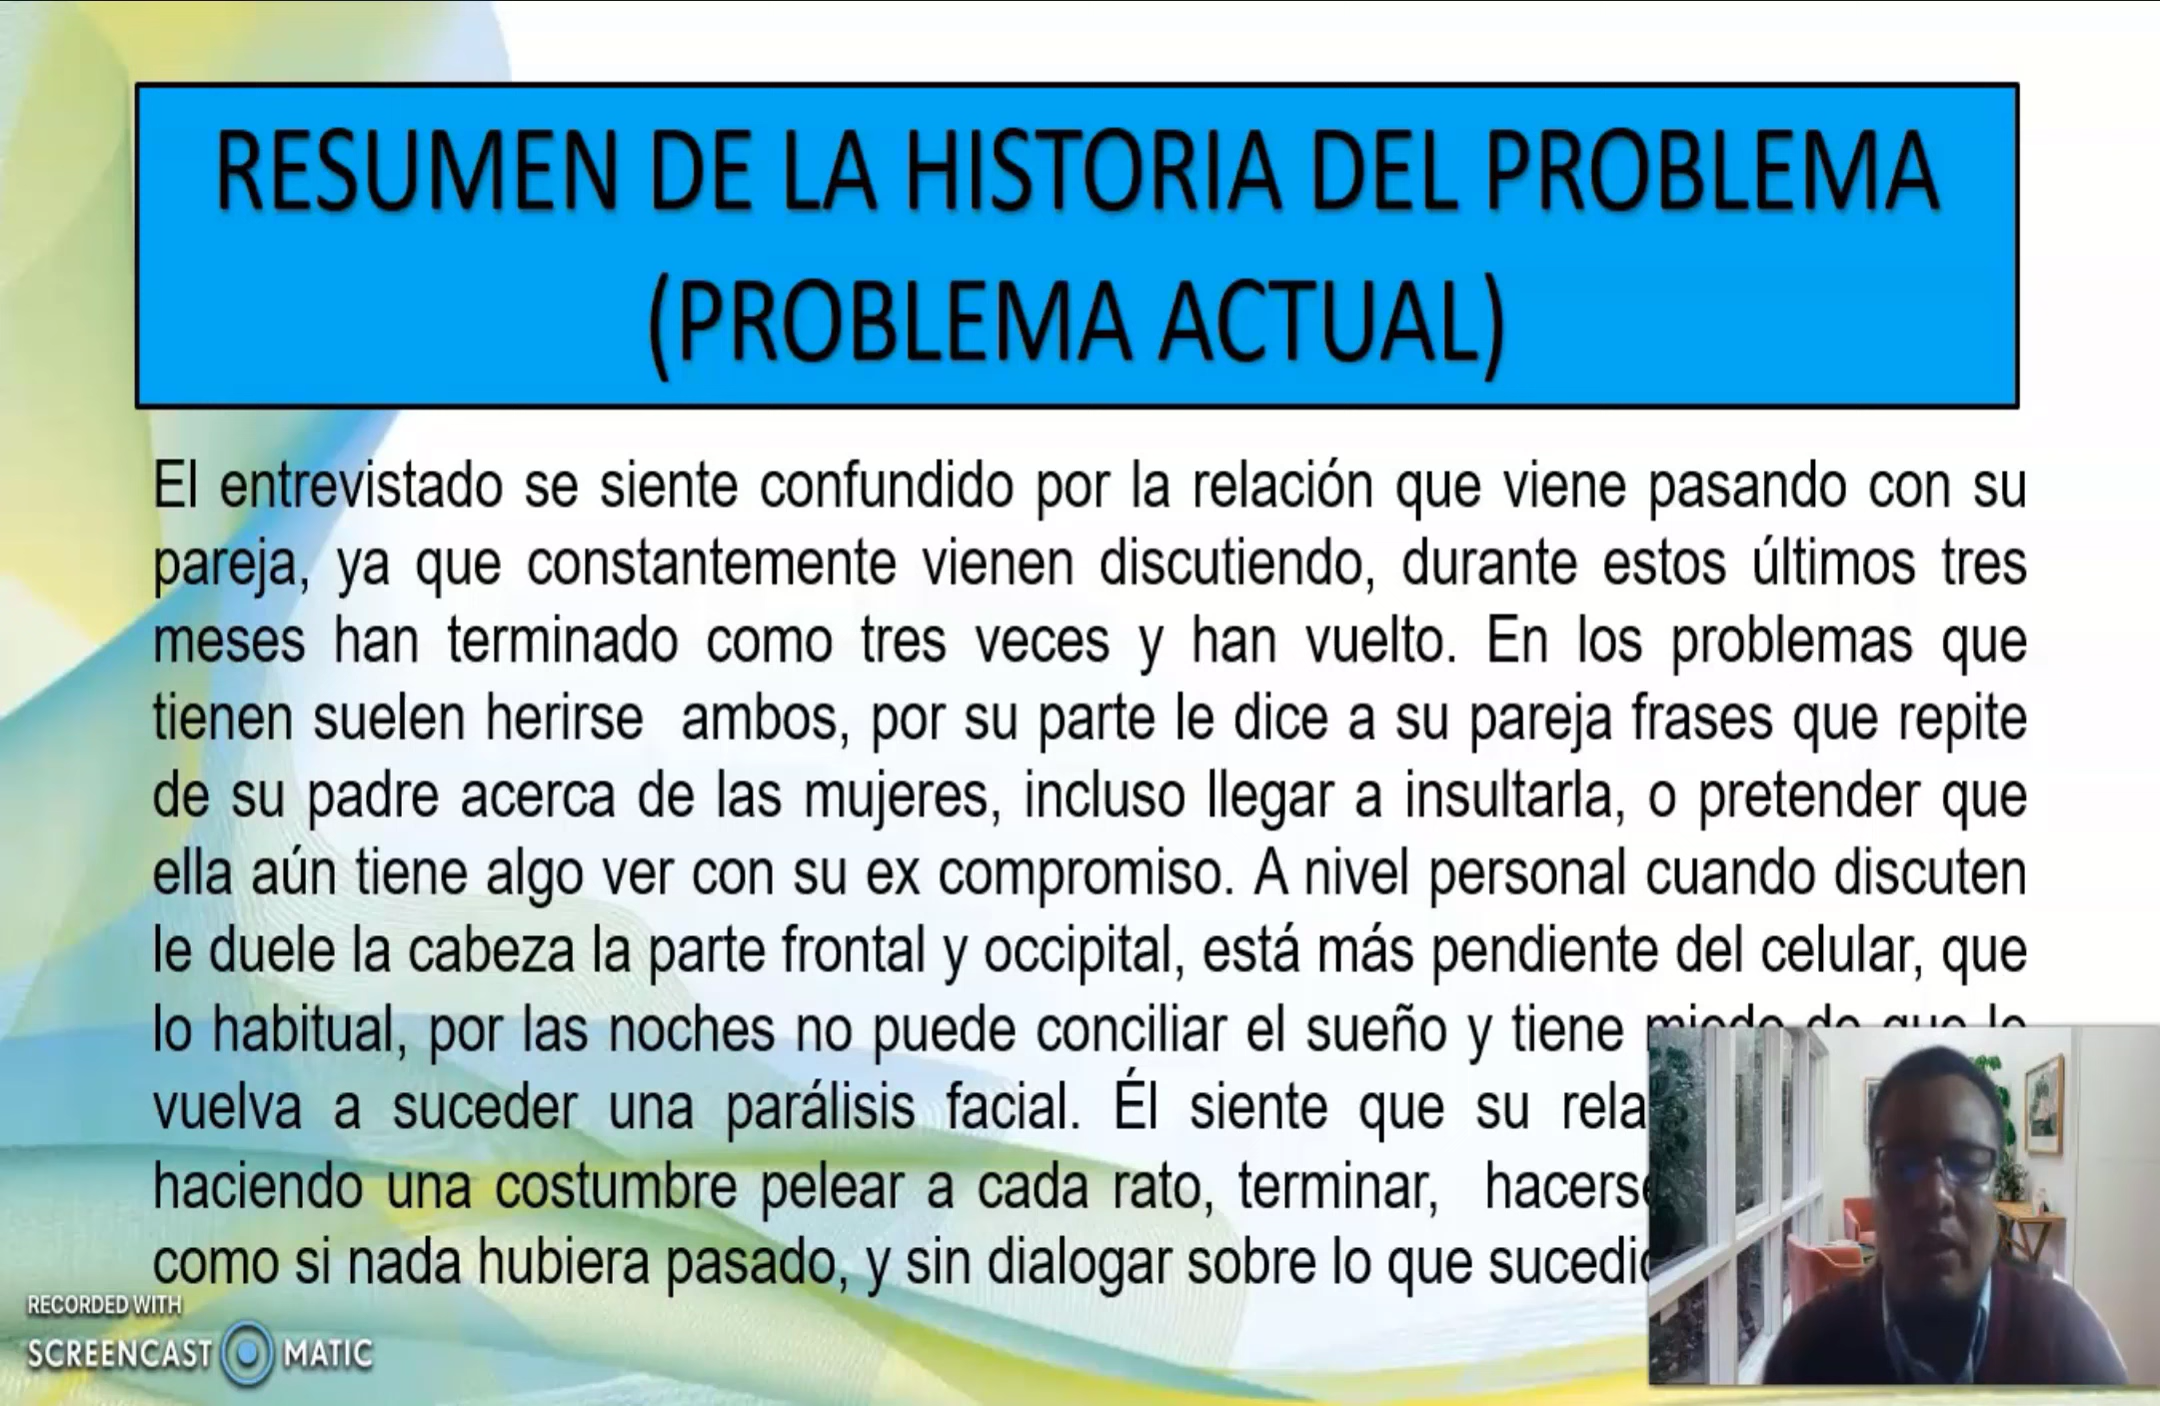 RESUMEN DE LA HISTORIA DEL PROBLEMA
(PROBLEMA ACTUAL)
El entrevistado se siente confundido por la relación que viene pasando con su
pareja, ya que constantemente vienen discutiendo, durante estos últimos tres
meses han terminado como tres veces y han vuelto. En los problemas que
tienen suelen herirse ambos, por su parte le dice a su pareja frases que repite
de su padre acerca de las mujeres, incluso llegar a insultarla, o pretender que
ella aún tiene algo ver con su ex compromiso. A nivel personal cuando discuten
le duele la cabeza la parte frontal y occipital, está más pendiente del celular, que
lo habitual, por las noches no puede conciliar el sueño y tiene miedo de que le
vuelva a suceder una parálisis facial. Él siente que su rela
haciendo una costumbre pelear a cada rato, terminar, hacerse
como si nada hubiera pasado, y sin dialogar sobre lo que sucedió
RECORDED WITH
SCREENCAST MATIC